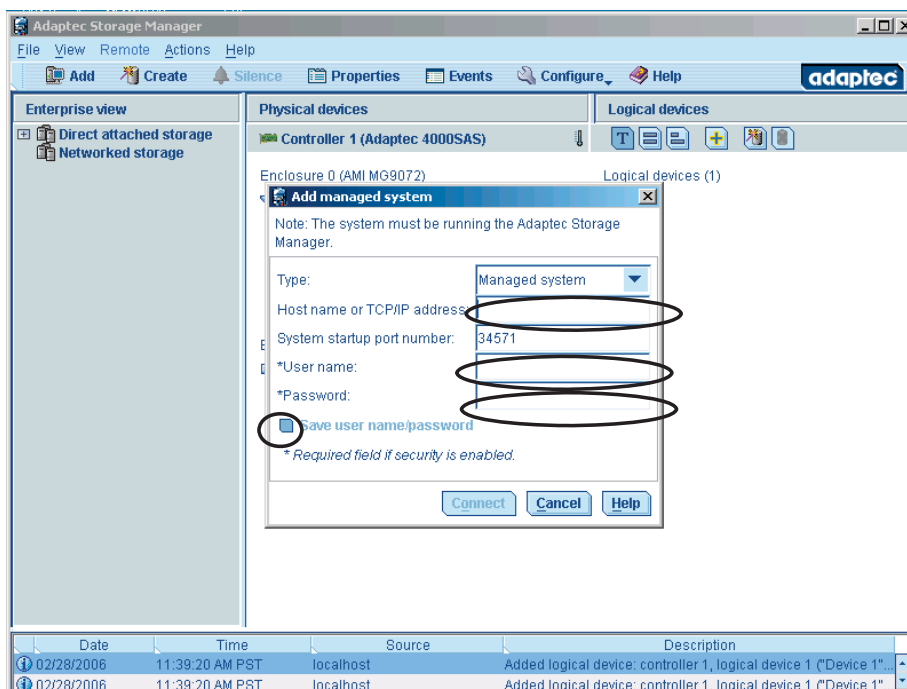 Adaptec Storage Manager
File View Remote Actions Help
Add Create Silence Properties Events Configure Help adaptec
Enterprise view
Physical devices
Logical devices
Direct attached storage
Networked storage
Controller 1 (Adaptec 4000SAS)
Enclosure 0 (AMI MG9072)
Logical devices (1)
Add managed system
Note: The system must be running the Adaptec Storage
Manager.
Type: Managed system
Host name or TCP/IP address:
System startup port number: 34571
*User name:
*Password:
Save user name/password
* Required field if security is enabled.
Connect Cancel Help
Date Time Source Description
02/28/2006 11:39:20 AM PST localhost Added logical device: controller 1, logical device 1 ("Device 1"...
02/28/2006 11:39:20 AM PST localhost Added logical device: controller 1, logical device 1 ("Device 1"